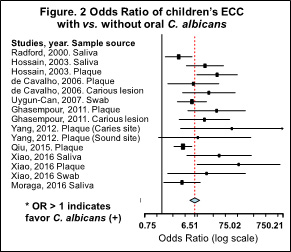 Figure. 2 Odds Ratio of children's ECC
with vs. without oral C. albicans
Studies, year. Sample source
Radford, 2000. Saliva
Hossain, 2003. Saliva
Hossain, 2003. Plaque
de Cavalho, 2006. Plaque
de Cavalho, 2006. Carious lesion
Uygun-Can, 2007. Swab
Ghasempour, 2011. Plaque
Ghasempour, 2011. Carious lesion
Yang, 2012. Plaque (Caries site)
Yang, 2012. Plaque (Sound site)
Qiu, 2015. Plaque
Xiao, 2016 Saliva
Xiao, 2016 Plaque
Xiao, 2016 Swab
Moraga, 2016 Saliva
* OR > 1 indicates
favor C. albicans (+)
0.75 6.51 75.02 750.21
Odds Ratio (log scale)